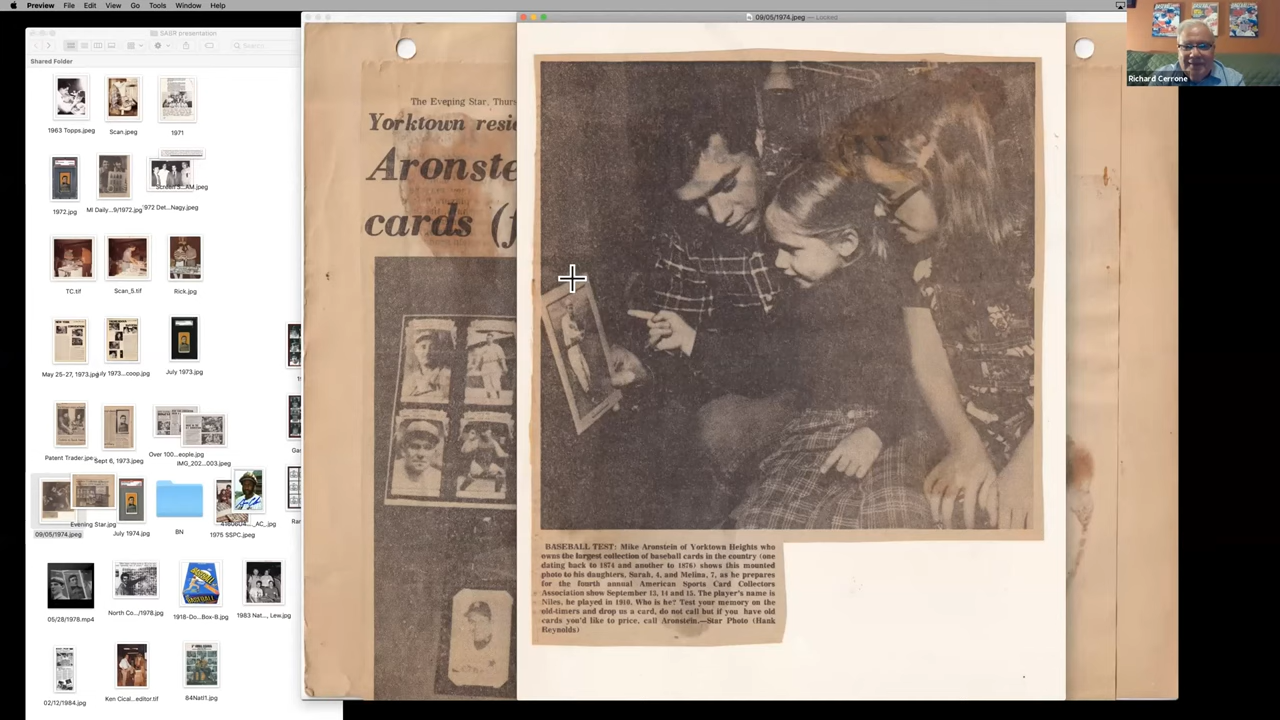 Preview File Edit View Go Tools Window Help
SABR presentation
Search
Shared Folder
1963 Topps.jpeg
Scan.jpeg
1971
1972.jpg
MI Daily...9/1972.jpg
1972 Det...Nagy.jpeg
TC.tif
Scan_5.tif
Rick.jpg
May 25-27, 1973.jpg
July 1973.jpg
Patent Trader.jpeg
Sept 6, 1973.jpeg
Over 100...eople.jpg
IMG_202...003.jpeg
09/05/1974.jpeg
Evening Star.jpg
July 1974.jpg
BN
1975 SSPC.jpeg
05/28/1978.mp4
North Co...1978.jpg
1918-Do...Box-B.jpg
1983 Nat..., Lew.jpg
02/12/1984.jpg
Ken Cical...editor.tif
84Natl1.jpg
09/05/1974.jpeg — Locked
The Evening Star, Thurs
Yorktown resi
Aronste
cards (f
BASEBALL TEST: Mike Aronstein of Yorktown Heights who
owns the largest collection of baseball cards in the country (one
dating back to 1874 and another to 1876) shows this mounted
photo to his daughters, Sarah, 4, and Melina, 7, as he prepares
for the fourth annual American Sports Card Collectors
Association show September 13, 14 and 15. The player's name is
Niles, he played in 1910. Who is he? Test your memory on the
old-timers and drop us a card, do not call but if you have old
cards you'd like to price, call Aronstein.—Star Photo (Hank
Reynolds)
Richard Cerrone